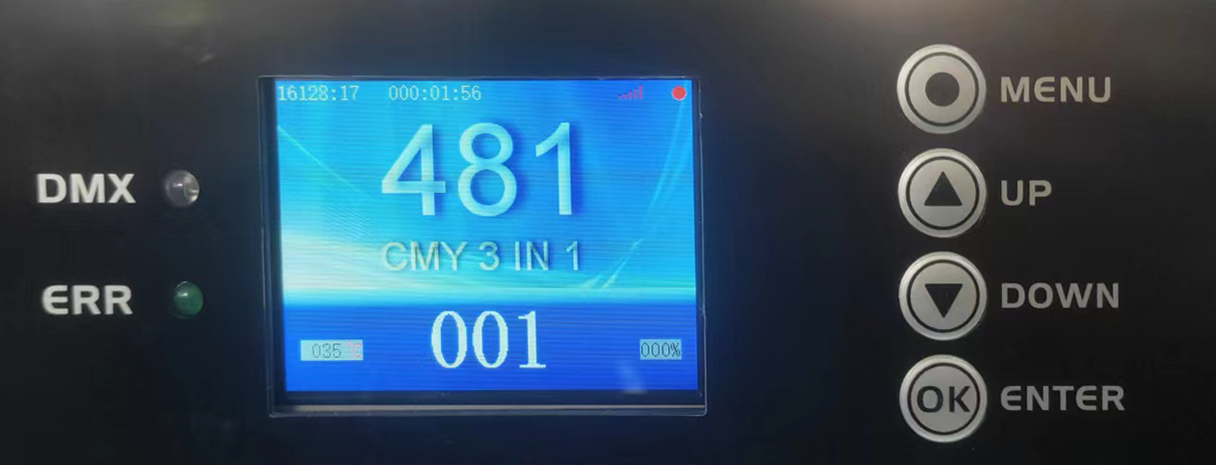 16128:17 000:01:56
481
CMY 3 IN 1
001
035
000%
DMX
ERR
MENU
UP
DOWN
OK ENTER